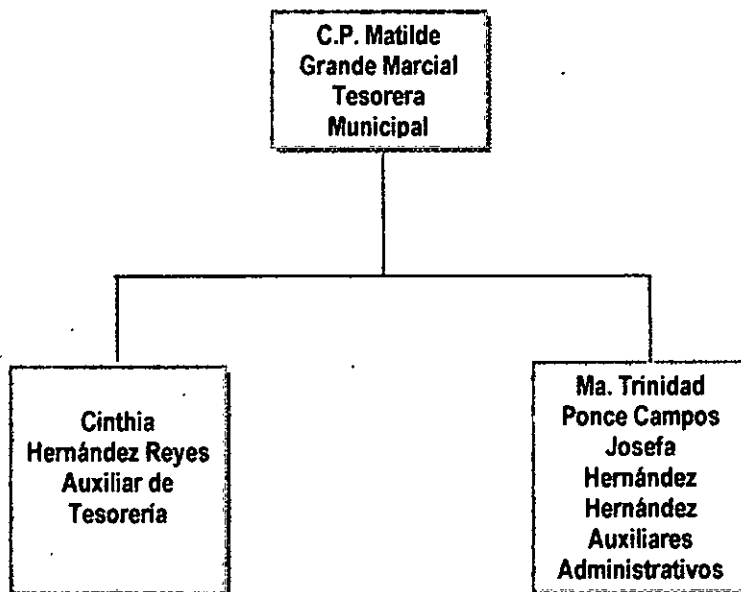 C.P. Matilde
Grande Marcial
Tesorera
Municipal
Cinthia
Hernández Reyes
Auxiliar de
Tesorería
Ma. Trinidad
Ponce Campos
Josefa
Hernández
Hernández
Auxiliares
Administrativos